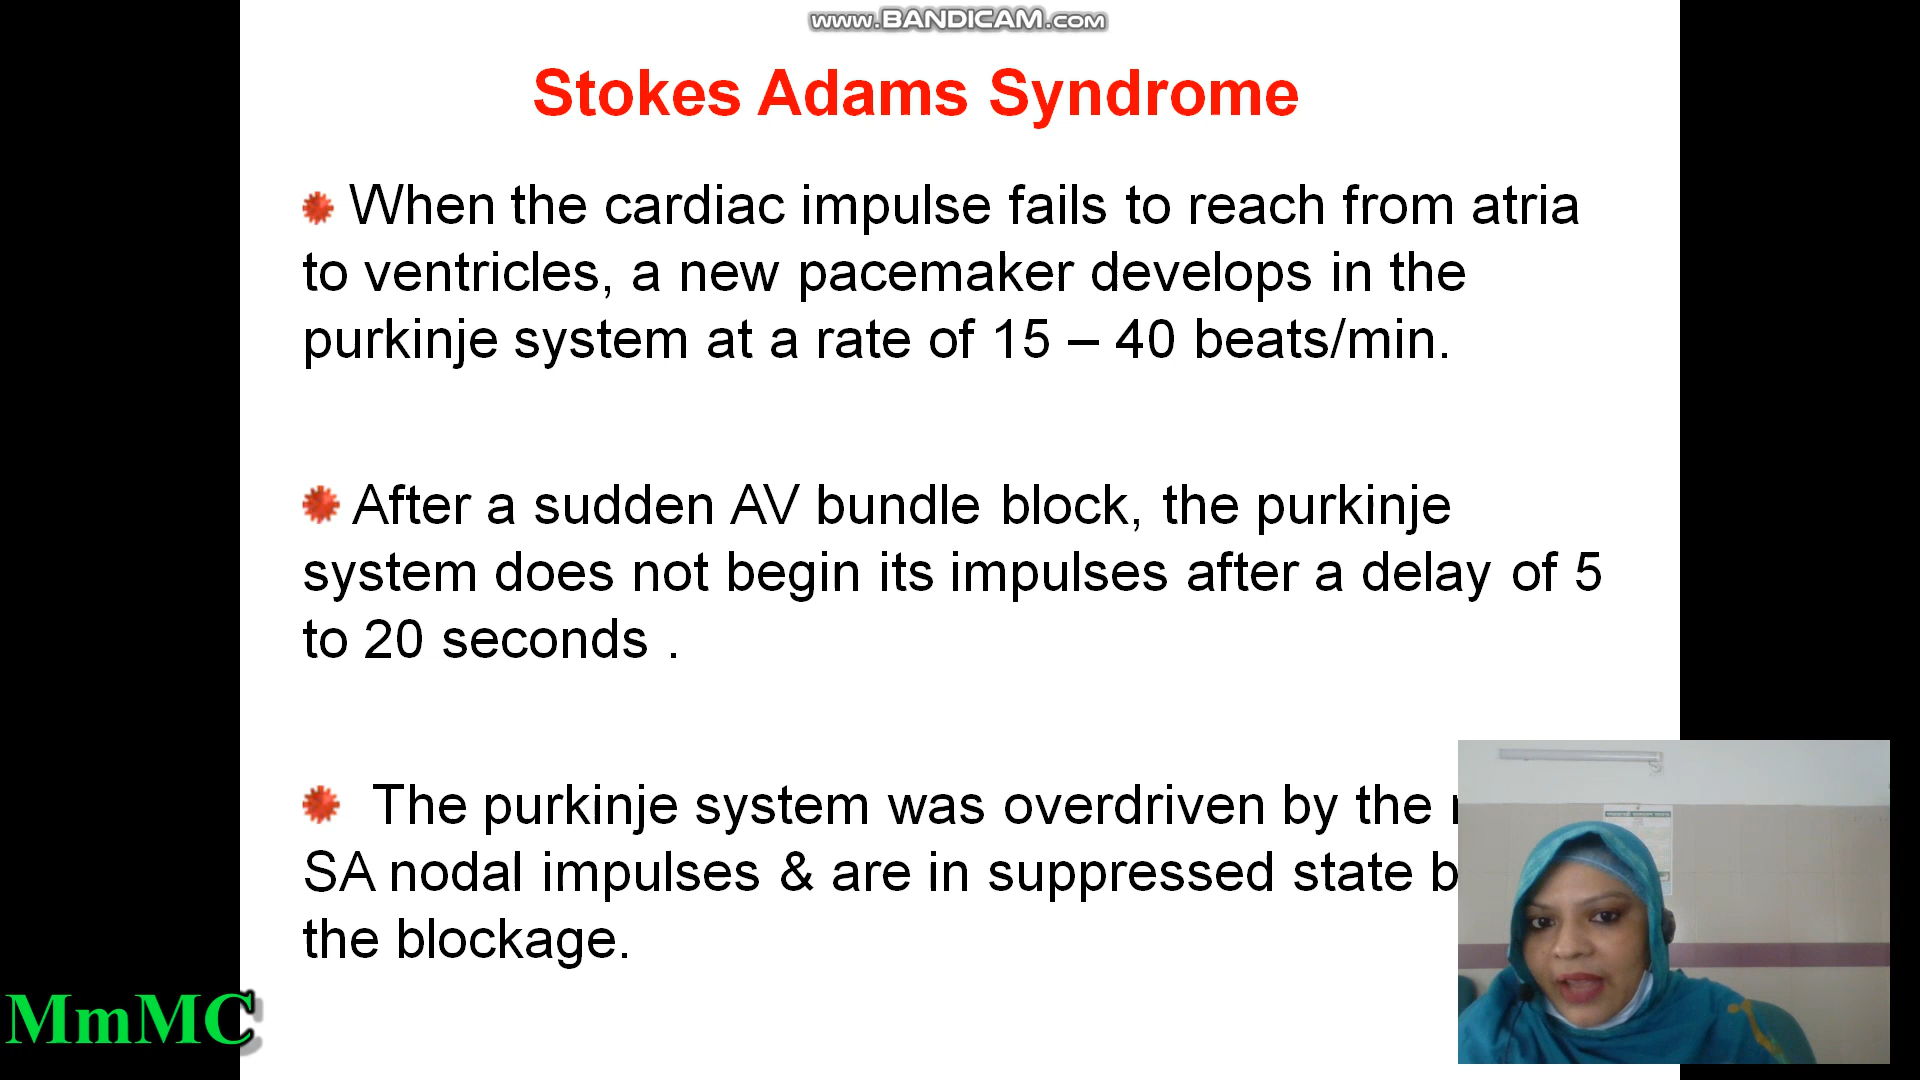 www.BANDICAM.com
Stokes Adams Syndrome
When the cardiac impulse fails to reach from atria
to ventricles, a new pacemaker develops in the
purkinje system at a rate of 15 – 40 beats/min.
After a sudden AV bundle block, the purkinje
system does not begin its impulses after a delay of 5
to 20 seconds .
The purkinje system was overdriven by the
SA nodal impulses & are in suppressed state
the blockage.
MmMC